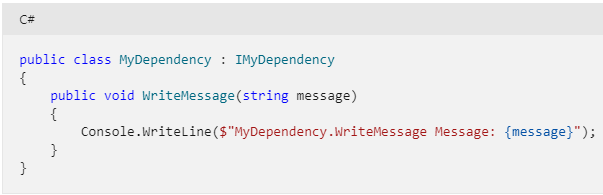 C#
public class MyDependency : IMyDependency
{
    public void WriteMessage(string message)
    {
        Console.WriteLine($"MyDependency.WriteMessage Message: {message}");
    }
}